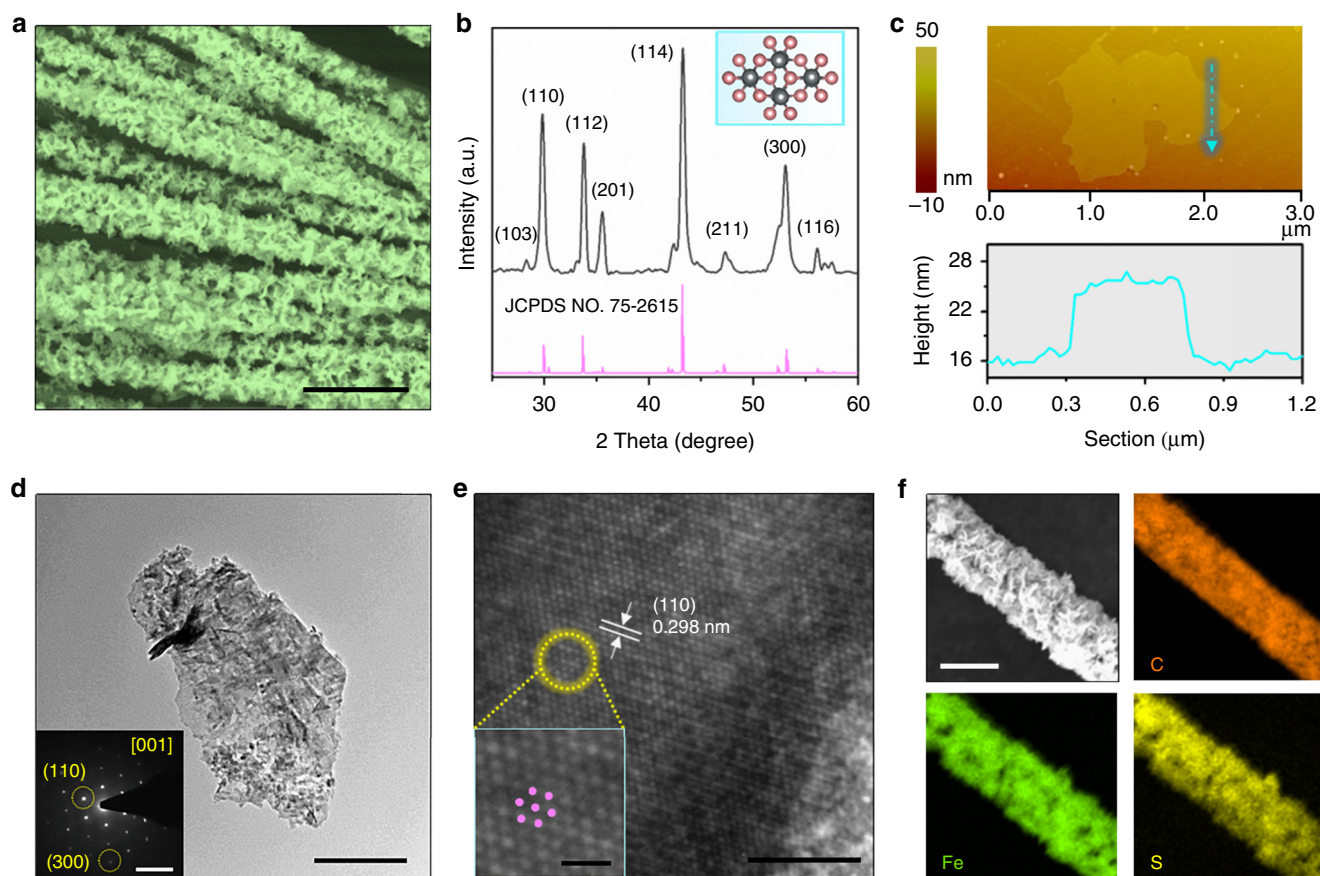 a
b
(114)
(110)
(112)
(300)
(201)
(103)
(211)
(116)
JCPDS NO. 75-2615
Intensity (a.u.)
30
40
50
60
2 Theta (degree)
c
50
nm
–10
0.0
1.0
2.0
3.0
μm
28
22
16
Height (nm)
0.0
0.3
0.6
0.9
1.2
Section (μm)
d
[001]
(110)
(300)
e
(110)
0.298 nm
f
C
Fe
S